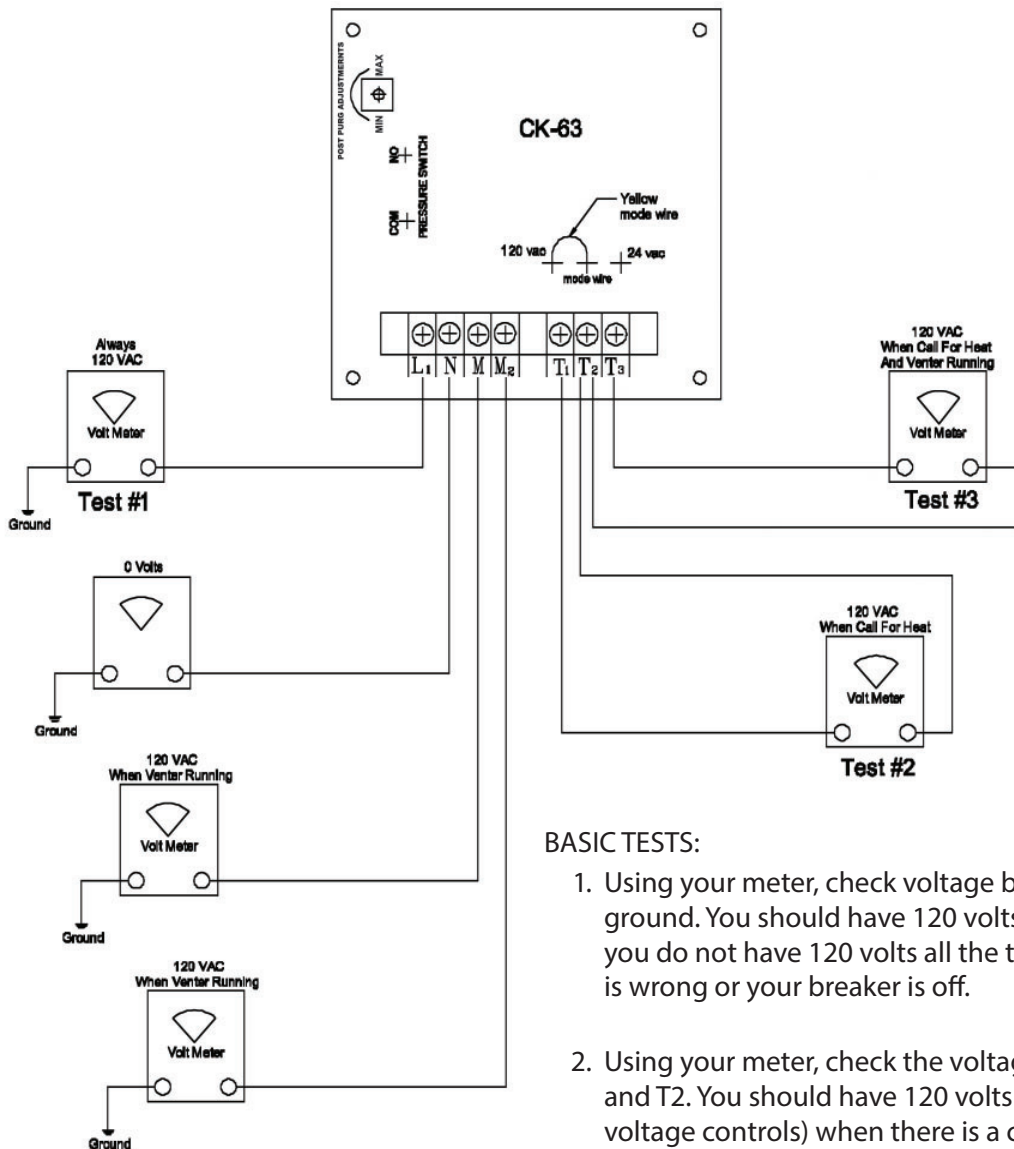 POST PURG ADJUSTMERNTS
MAX
MIN
NO
COM
PRESSURE SWITCH
CK-63
Yellow
mode wire
120 vac
24 vac
mode wire
L1 N M M2 T1 T2 T3
Always
120 VAC
Volt Meter
Test #1
Ground
0 Volts
Ground
120 VAC
When Venter Running
Volt Meter
Ground
120 VAC
When Venter Running
Volt Meter
Ground
120 VAC
When Call For Heat
And Venter Running
Volt Meter
Test #3
120 VAC
When Call For Heat
Volt Meter
Test #2
BASIC TESTS:
1. Using your meter, check voltage
ground. You should have 120 volts
you do not have 120 volts all the
is wrong or your breaker is off.
2. Using your meter, check the
and T2. You should have 120 volts
voltage controls) when there is a